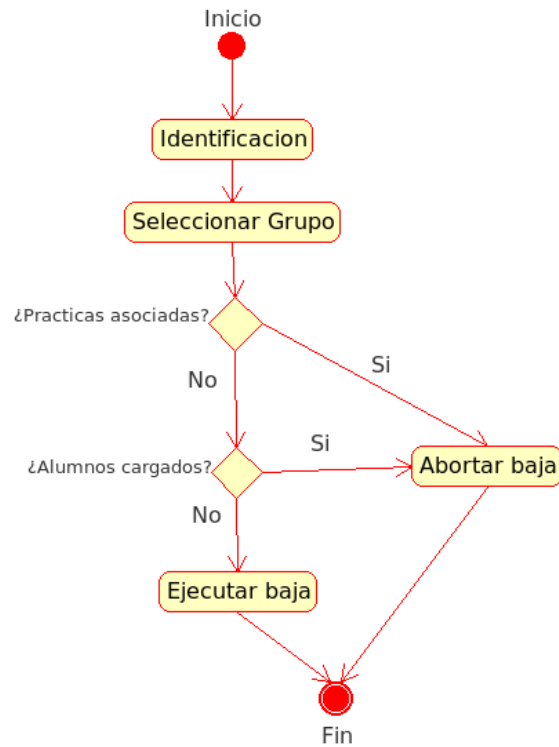 Inicio
Identificacion
Seleccionar Grupo
¿Practicas asociadas?
Si
No
Si
¿Alumnos cargados?
Abortar baja
No
Ejecutar baja
Fin